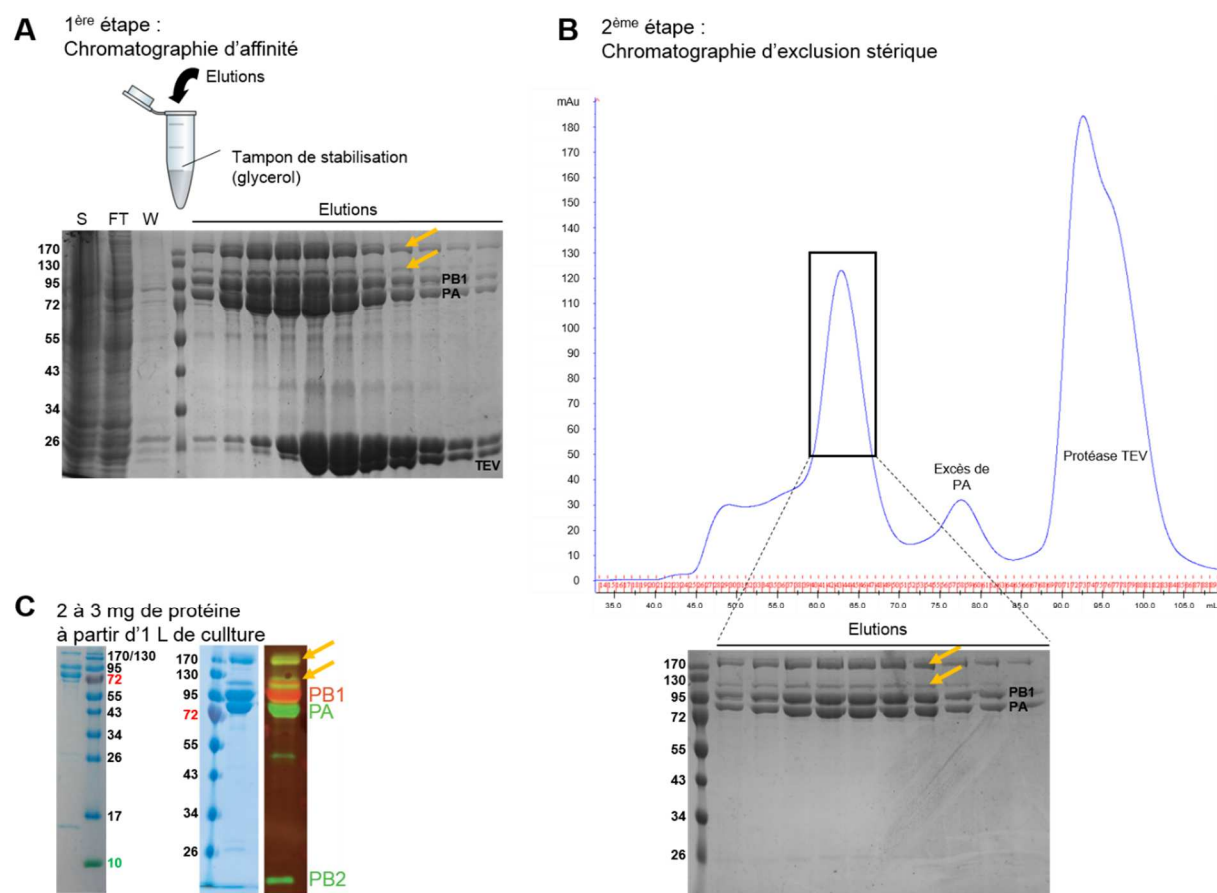 A
1ère étape :
Chromatographie d'affinité
Elutions
Tampon de stabilisation
(glycerol)
S FT W Elutions
170
130
95
72
55
43
34
26
PB1
PA
TEV
B
2ème étape :
Chromatographie d'exclusion stérique
mAu
180
170
160
150
140
130
120
110
100
90
80
70
60
50
40
30
20
10
0
Excès de
PA
Protéase TEV
35.0 40.0 45.0 50.0 55.0 60.0 65.0 70.0 75.0 80.0 85.0 90.0 95.0 100.0 105.0
Elutions
170
130
95
72
55
43
34
26
PB1
PA
C
2 à 3 mg de protéine
à partir d'1 L de cullture
170/130
95
72
55
43
34
26
17
10
170
130
95
72
55
43
34
26
PB1
PA
PB2